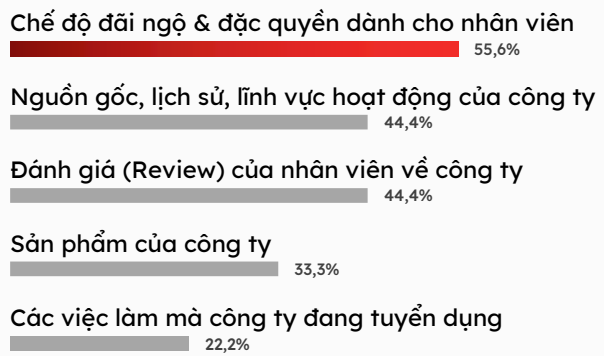 Chế độ đãi ngộ & đặc quyền dành cho nhân viên
55,6%
Nguồn gốc, lịch sử, lĩnh vực hoạt động của công ty
44,4%
Đánh giá (Review) của nhân viên về công ty
44,4%
Sản phẩm của công ty
33,3%
Các việc làm mà công ty đang tuyển dụng
22,2%